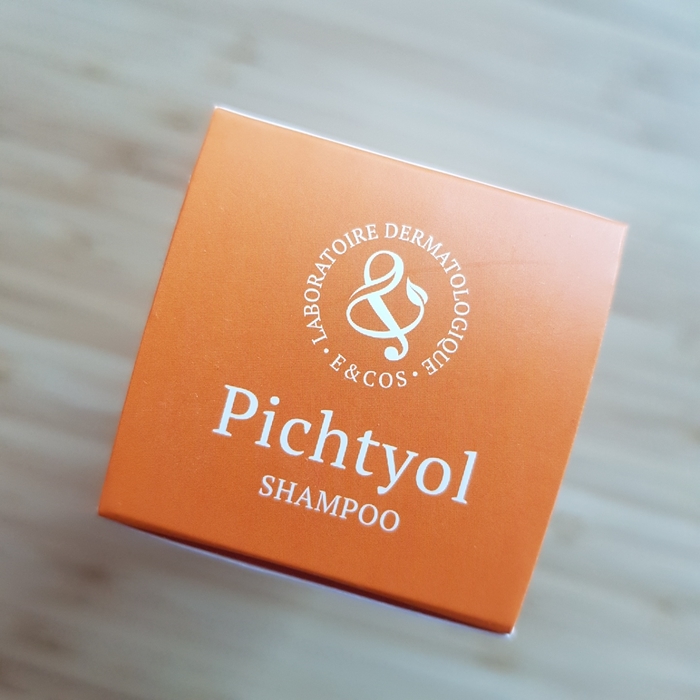 LABORATOIRE DERMATOLOGIQUE
• E&COS •
&
Pichtyol
SHAMPOO